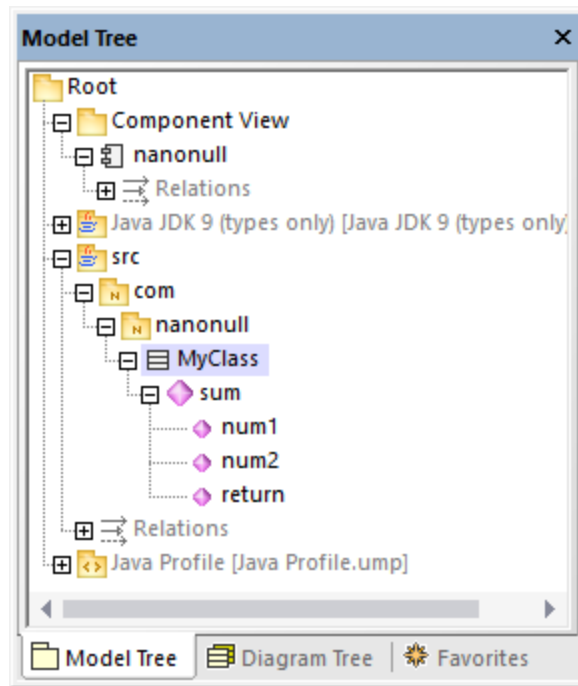 Model Tree
Root
Component View
nanonull
Relations
Java JDK 9 (types only) [Java JDK 9 (types only
src
N com
N nanonull
MyClass
sum
num1
num2
return
Relations
Java Profile [Java Profile.ump]
Model Tree Diagram Tree Favorites